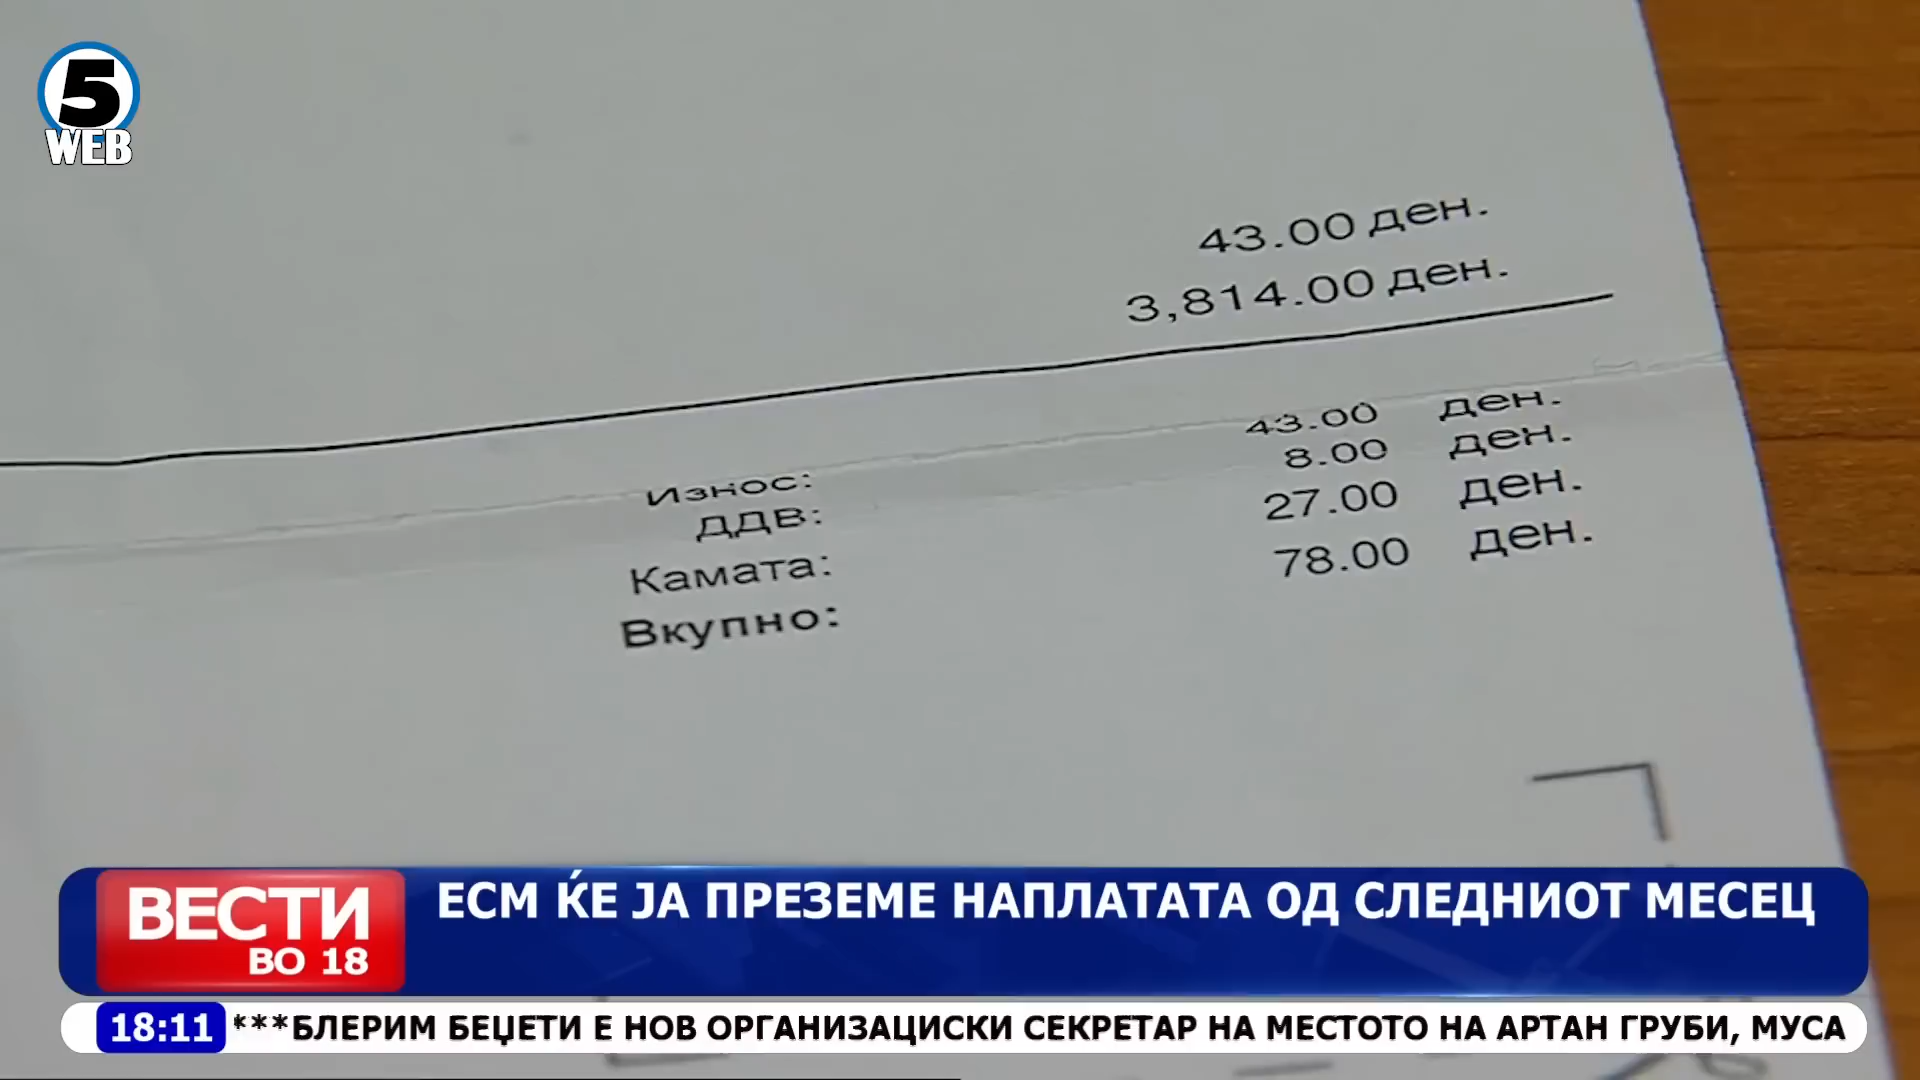 5
WEB
43.00 ден.
3,814.00 ден.
Износ: 43.00 ден.
ДДВ: 8.00 ден.
Камата: 27.00 ден.
Вкупно: 78.00 ден.
ВЕСТИ
ВО 18
ЕСМ ЌЕ ЈА ПРЕЗЕМЕ НАПЛАТАТА ОД СЛЕДНИОТ МЕСЕЦ
18:11 ***БЛЕРИМ БЕЏЕТИ Е НОВ ОРГАНИЗАЦИСКИ СЕКРЕТАР НА МЕСТОТО НА АРТАН ГРУБИ, МУСА